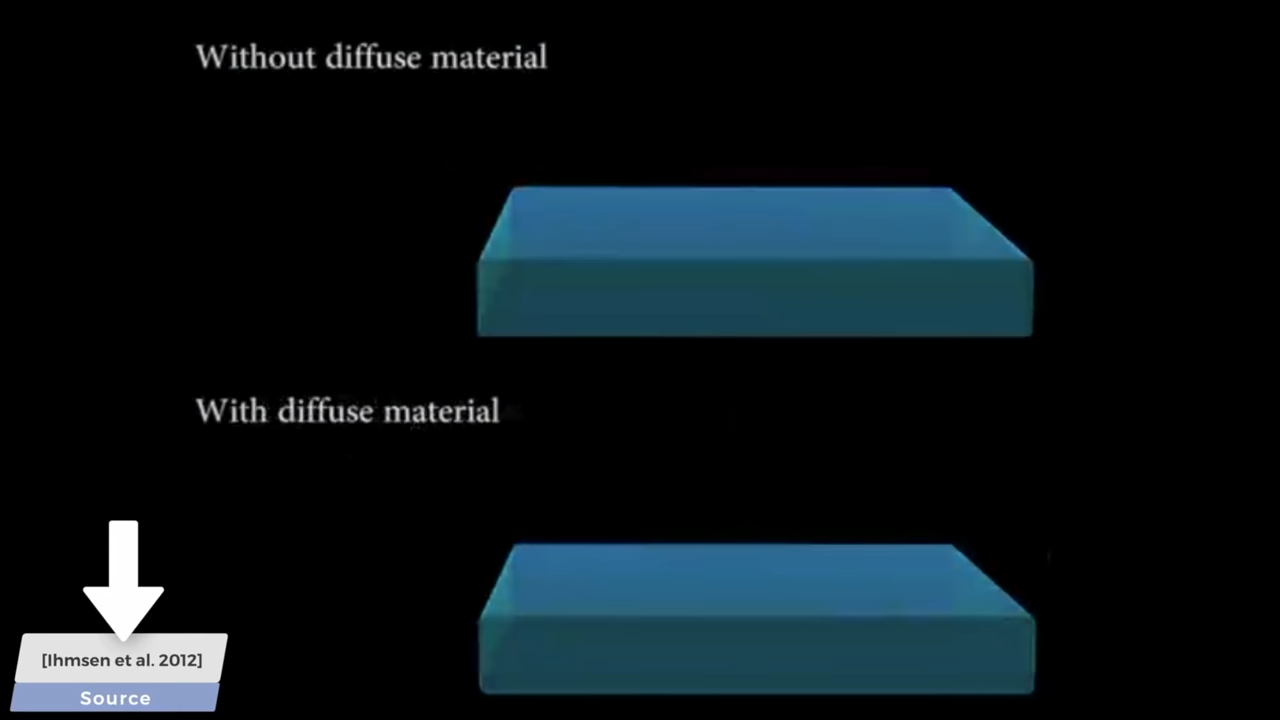 Without diffuse material
With diffuse material
[Ihmsen et al. 2012]
Source